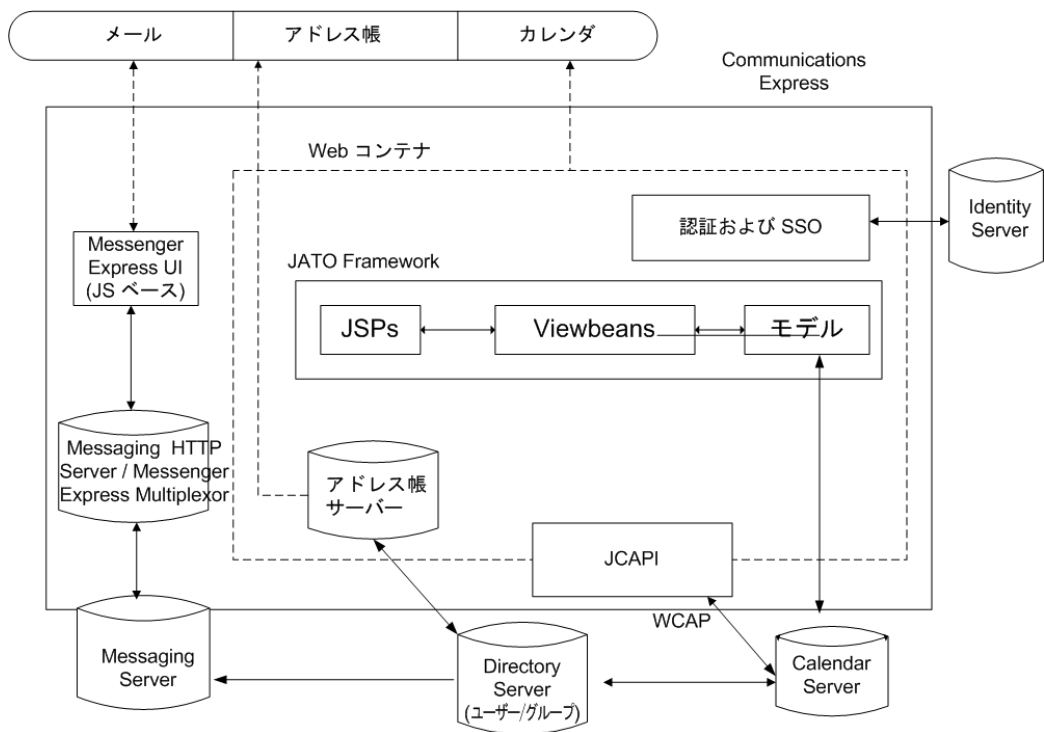 メール
アドレス帳
カレンダ
Communications
Express
Web コンテナ
認証および SSO
Identity
Server
Messenger
Express UI
(JS ベース)
JATO Framework
JSPs
Viewbeans
モデル
Messaging HTTP
Server / Messenger
Express Multiplexor
アドレス帳
サーバー
JCAPI
WCAP
Messaging
Server
Directory
Server
(ユーザー/グループ)
Calendar
Server